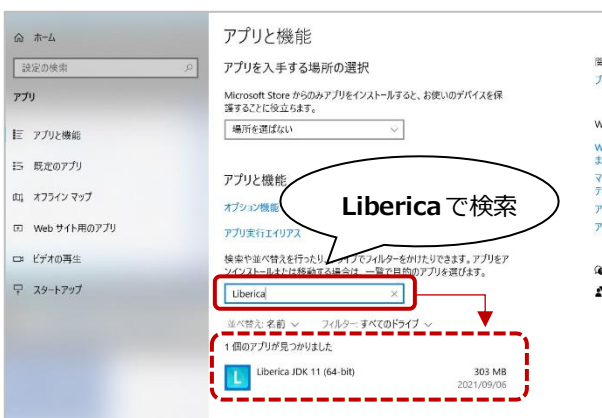 ホーム
設定の検索
アプリ
アプリと機能
既定のアプリ
オフライン マップ
Web サイト用のアプリ
ビデオの再生
スタートアップ
アプリと機能
アプリを入手する場所の選択
Microsoft Store からのみアプリをインストールすると、お使いのデバイスを保
護することに役立ちます。
場所を選ばない
アプリと機能
オプション機能
アプリ実行エイリアス
Liberica で検索
検索や並べ替えを行ったり、ドライブでフィルターをかけたりできます。アプリをア
ンインストールまたは移動する場合は、一覧で目的のアプリを選びます。
Liberica
並べ替え: 名前
フィルター: すべてのドライブ
1 個のアプリが見つかりました
Liberica JDK 11 (64-bit)
303 MB
2021/09/06